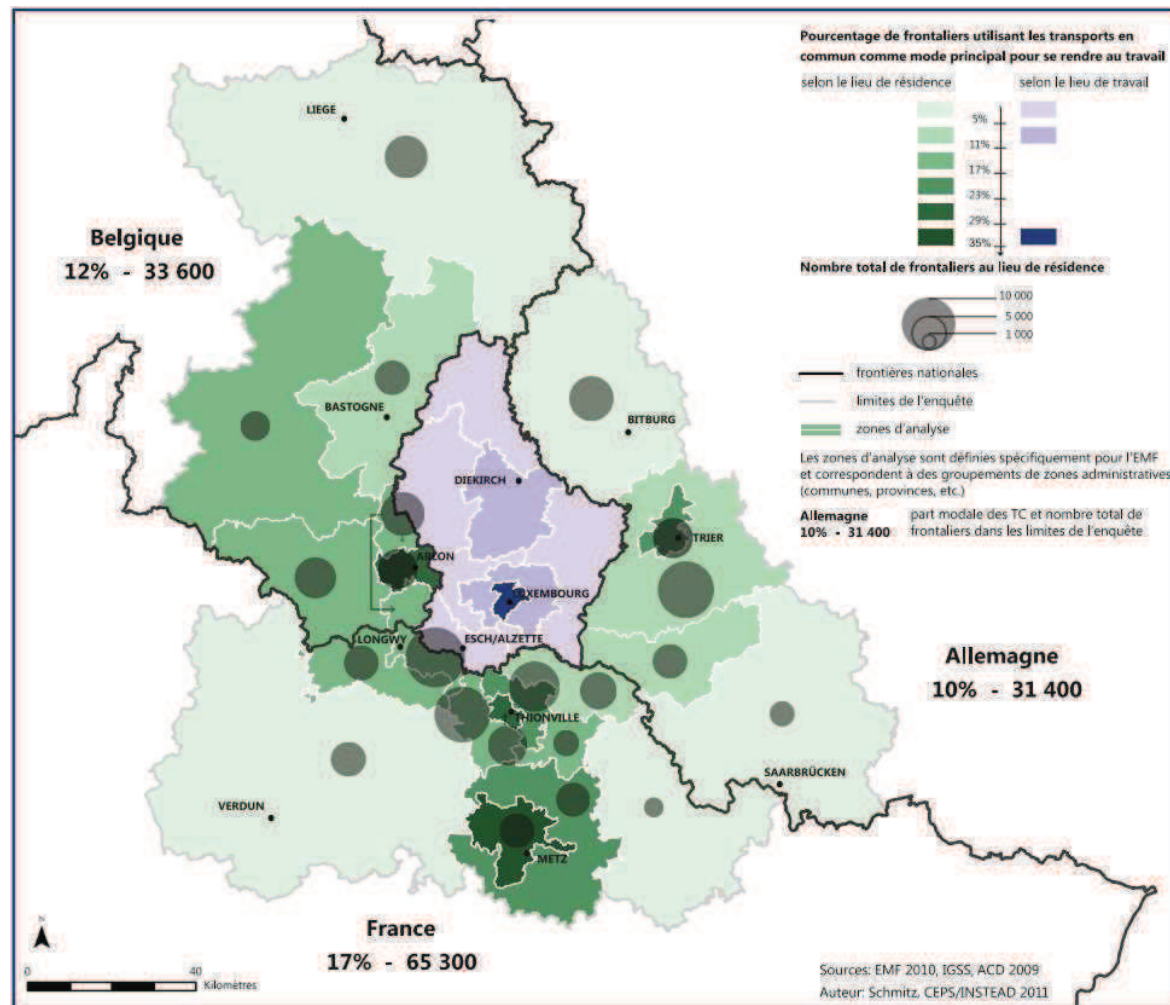 Pourcentage de frontaliers utilisant les transports en
commun comme mode principal pour se rendre au travail
selon le lieu de résidence
selon le lieu de travail
5%
11%
17%
23%
29%
35%
Nombre total de frontaliers au lieu de résidence
10 000
5 000
1 000
frontières nationales
limites de l'enquête
zones d'analyse
Les zones d'analyse sont définies spécifiquement pour l'EMF
et correspondent à des groupements de zones administratives
(communes, provinces, etc.)
Allemagne
10% - 31 400
part modale des TC et nombre total de
frontaliers dans les limites de l'enquête
LIEGE
Belgique
12% - 33 600
BASTOGNE
BITBURG
DIEKIRCH
TRIER
ARLON
LUXEMBOURG
LONGWY
ESCH/ALZETTE
Allemagne
10% - 31 400
THIONVILLE
SAARBRÜCKEN
VERDUN
METZ
France
17% - 65 300
N
0
40
Kilomètres
Sources: EMF 2010, IGSS, ACD 2009
Auteur: Schmitz, CEPS/INSTEAD 2011